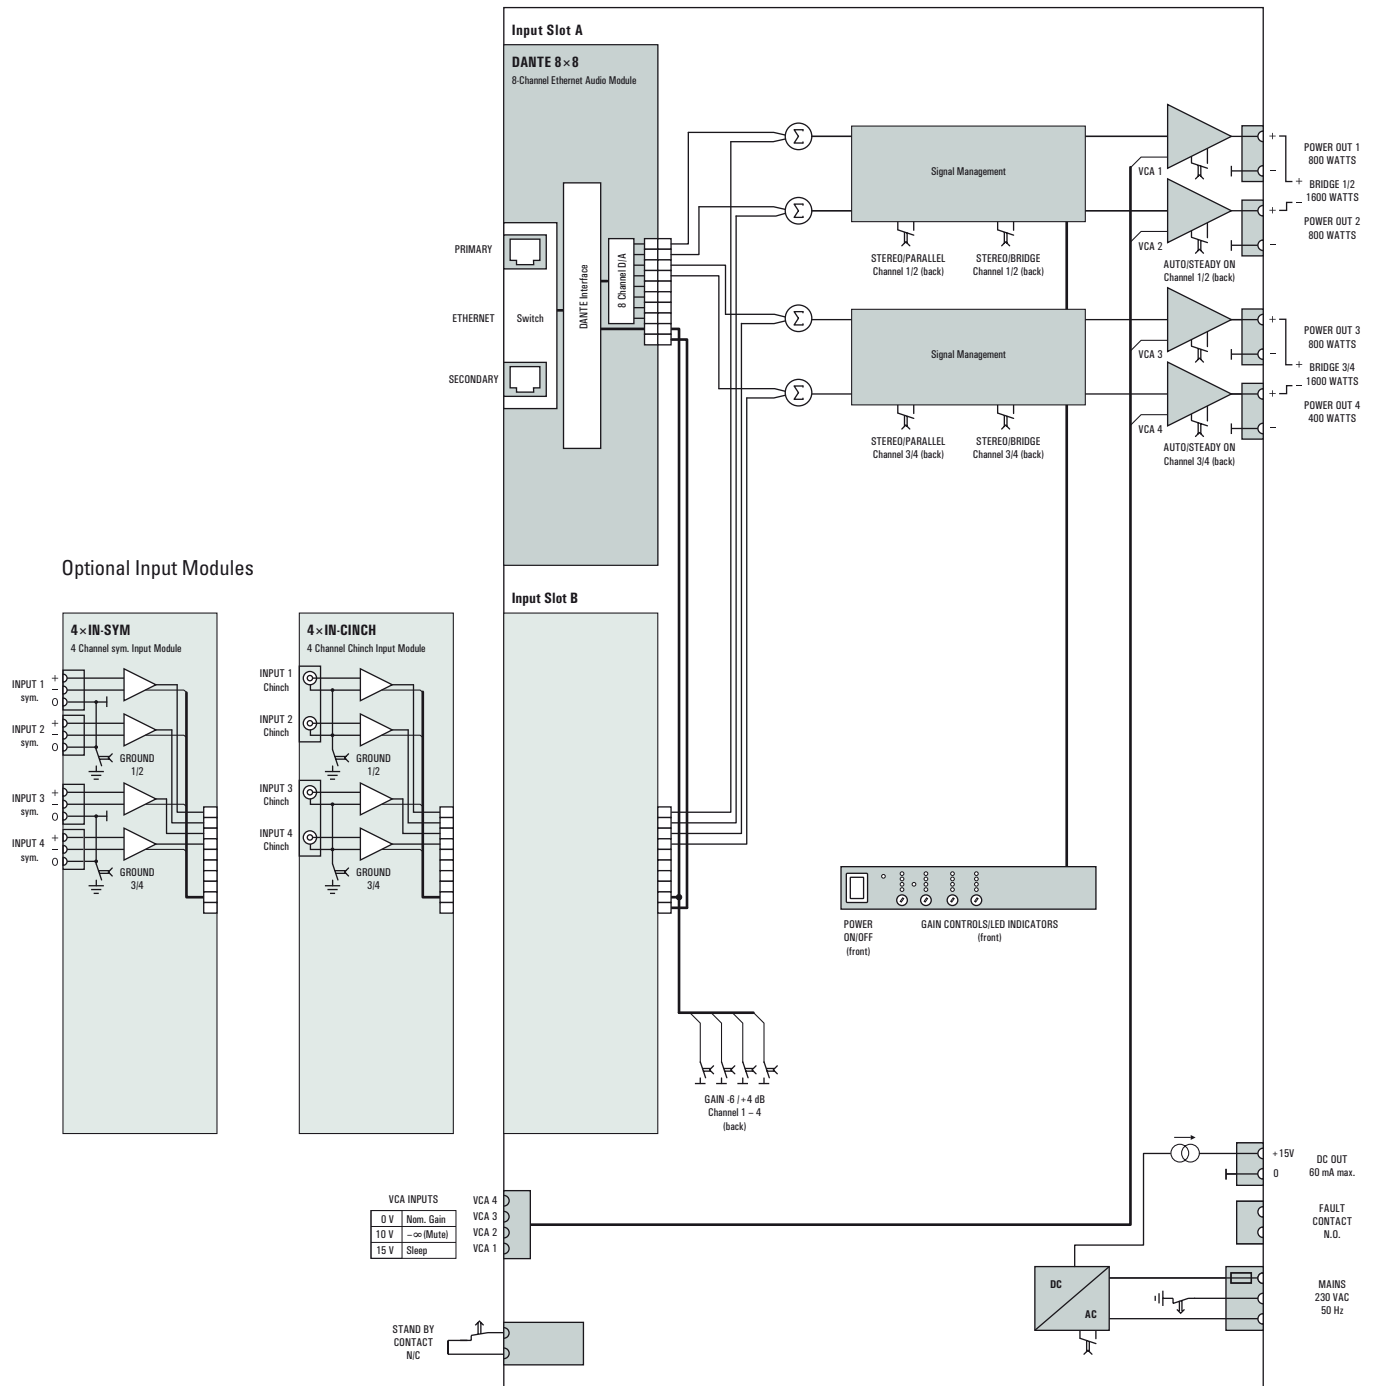 Input Slot A
DANTE 8×8
8-Channel Ethernet Audio Module
PRIMARY
ETHERNET
SECONDARY
Switch
DANTE Interface
8 Channel D/A
Σ
Σ
Σ
Σ
Signal Management
STEREO/PARALLEL
Channel 1/2 (back)
STEREO/BRIDGE
Channel 1/2 (back)
Signal Management
STEREO/PARALLEL
Channel 3/4 (back)
STEREO/BRIDGE
Channel 3/4 (back)
VCA 1
VCA 2
AUTO/STEADY ON
Channel 1/2 (back)
VCA 3
VCA 4
AUTO/STEADY ON
Channel 3/4 (back)
+
−
+
−
POWER OUT 1
800 WATTS
+ BRIDGE 1/2
− 1600 WATTS
POWER OUT 2
800 WATTS
+
−
+
−
POWER OUT 3
800 WATTS
+ BRIDGE 3/4
− 1600 WATTS
POWER OUT 4
400 WATTS
Optional Input Modules
4×IN-SYM
4 Channel sym. Input Module
INPUT 1
sym.
+
−
0
INPUT 2
sym.
+
−
0
GROUND
1/2
INPUT 3
sym.
+
−
0
INPUT 4
sym.
+
−
0
GROUND
3/4
4×IN-CINCH
4 Channel Chinch Input Module
INPUT 1
Chinch
INPUT 2
Chinch
GROUND
1/2
INPUT 3
Chinch
INPUT 4
Chinch
GROUND
3/4
Input Slot B
POWER
ON/OFF
(front)
GAIN CONTROLS/LED INDICATORS
(front)
GAIN -6 / +4 dB
Channel 1 – 4
(back)
VCA INPUTS
0 V Nom. Gain
10 V −∞ (Mute)
15 V Sleep
VCA 4
VCA 3
VCA 2
VCA 1
STAND BY
CONTACT
N/C
+15V
0
DC OUT
60 mA max.
FAULT
CONTACT
N.O.
DC
AC
MAINS
230 VAC
50 Hz